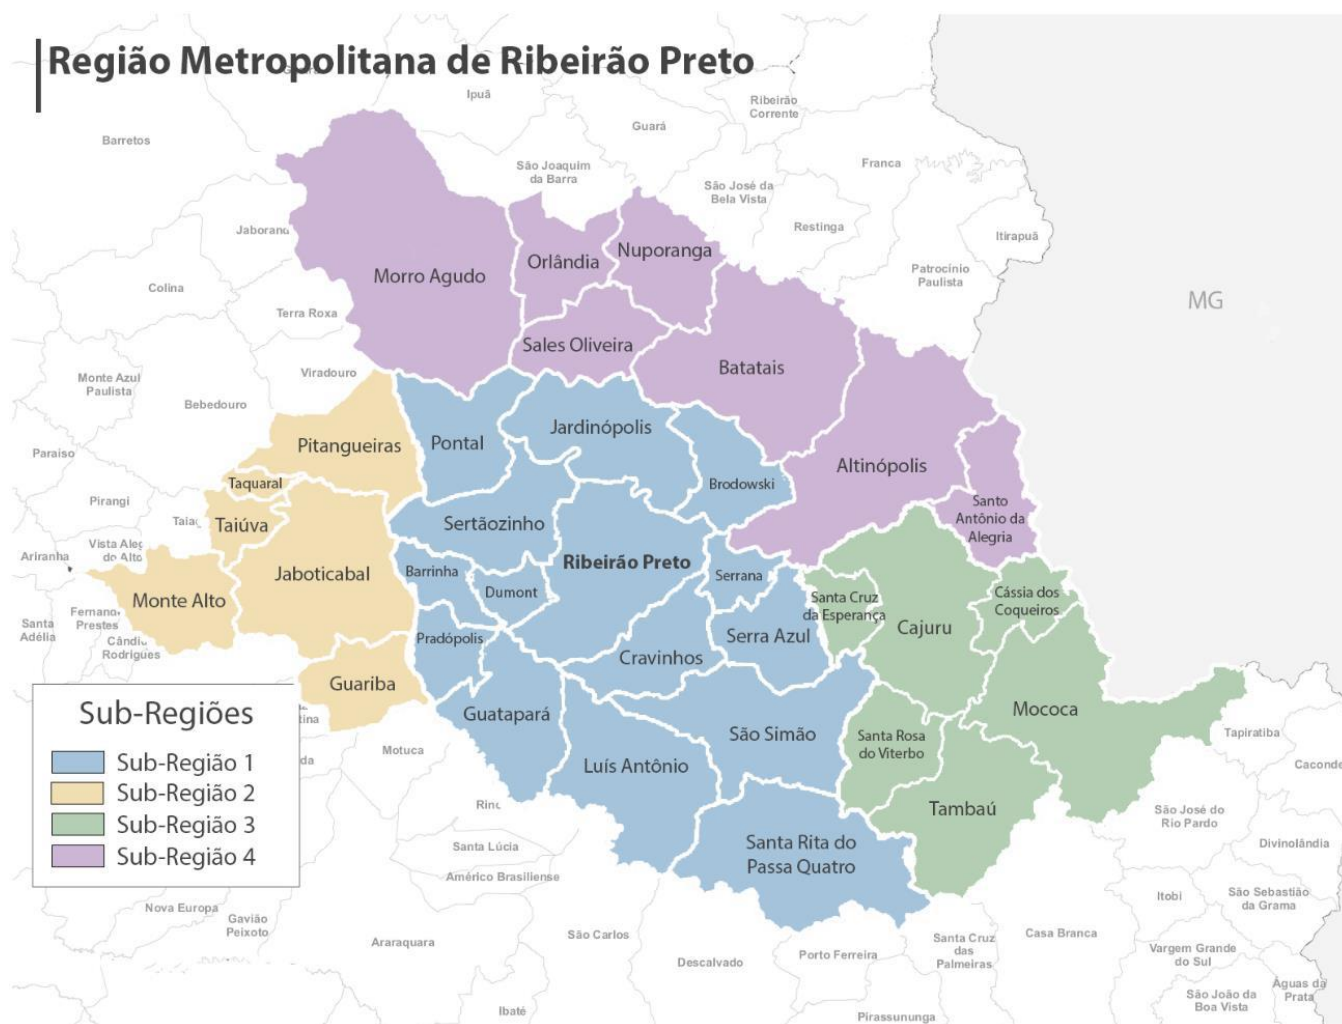 Região Metropolitana de Ribeirão Preto
Ipuã
Ribeirão
Corrente
Barretos
Guará
São Joaquim
da Barra
Franca
São José da
Bela Vista
Restinga
Itirapuã
Nuporanga
Orlândia
Morro Agudo
Patrocínio
Paulista
Colina
MG
Terra Roxa
Sales Oliveira
Batatais
Viradouro
Monte Azul
Paulista
Bebedouro
Jardinópolis
Pontal
Pitangueiras
Paraiso
Altinópolis
Taquaral
Brodowski
Pirangi
Santo
Antônio da
Alegria
Taiúva
Sertãozinho
Ariranha
Ribeirão Preto
Barrinha
Serrana
Jaboticabal
Dumont
Cássia dos
Coqueiros
Santa Cruz
da Esperança
Monte Alto
Santa
Adélia
Prestes
Rodrigues
Cajuru
Serra Azul
Pradópolis
Cravinhos
Guariba
Guatapará
Mococa
São Simão
Santa Rosa
do Viterbo
Tapiratiba
Motuca
Luís Antônio
Caconde
Sub-Regiões
Sub-Região 1
Sub-Região 2
Sub-Região 3
Sub-Região 4
Tambaú
São José do
Rio Pardo
Santa Lúcia
Santa Rita do
Passa Quatro
Divinolândia
Américo Brasiliense
Itobi
São Sebastião
da Grama
Nova Europa
Gavião
Peixoto
Araraquara
São Carlos
Casa Branca
Santa Cruz
das
Palmeiras
Porto Ferreira
Descalvado
Vargem Grande
do Sul
Águas da
Prata
São João da
Boa Vista
Ibaté
Pirassununga